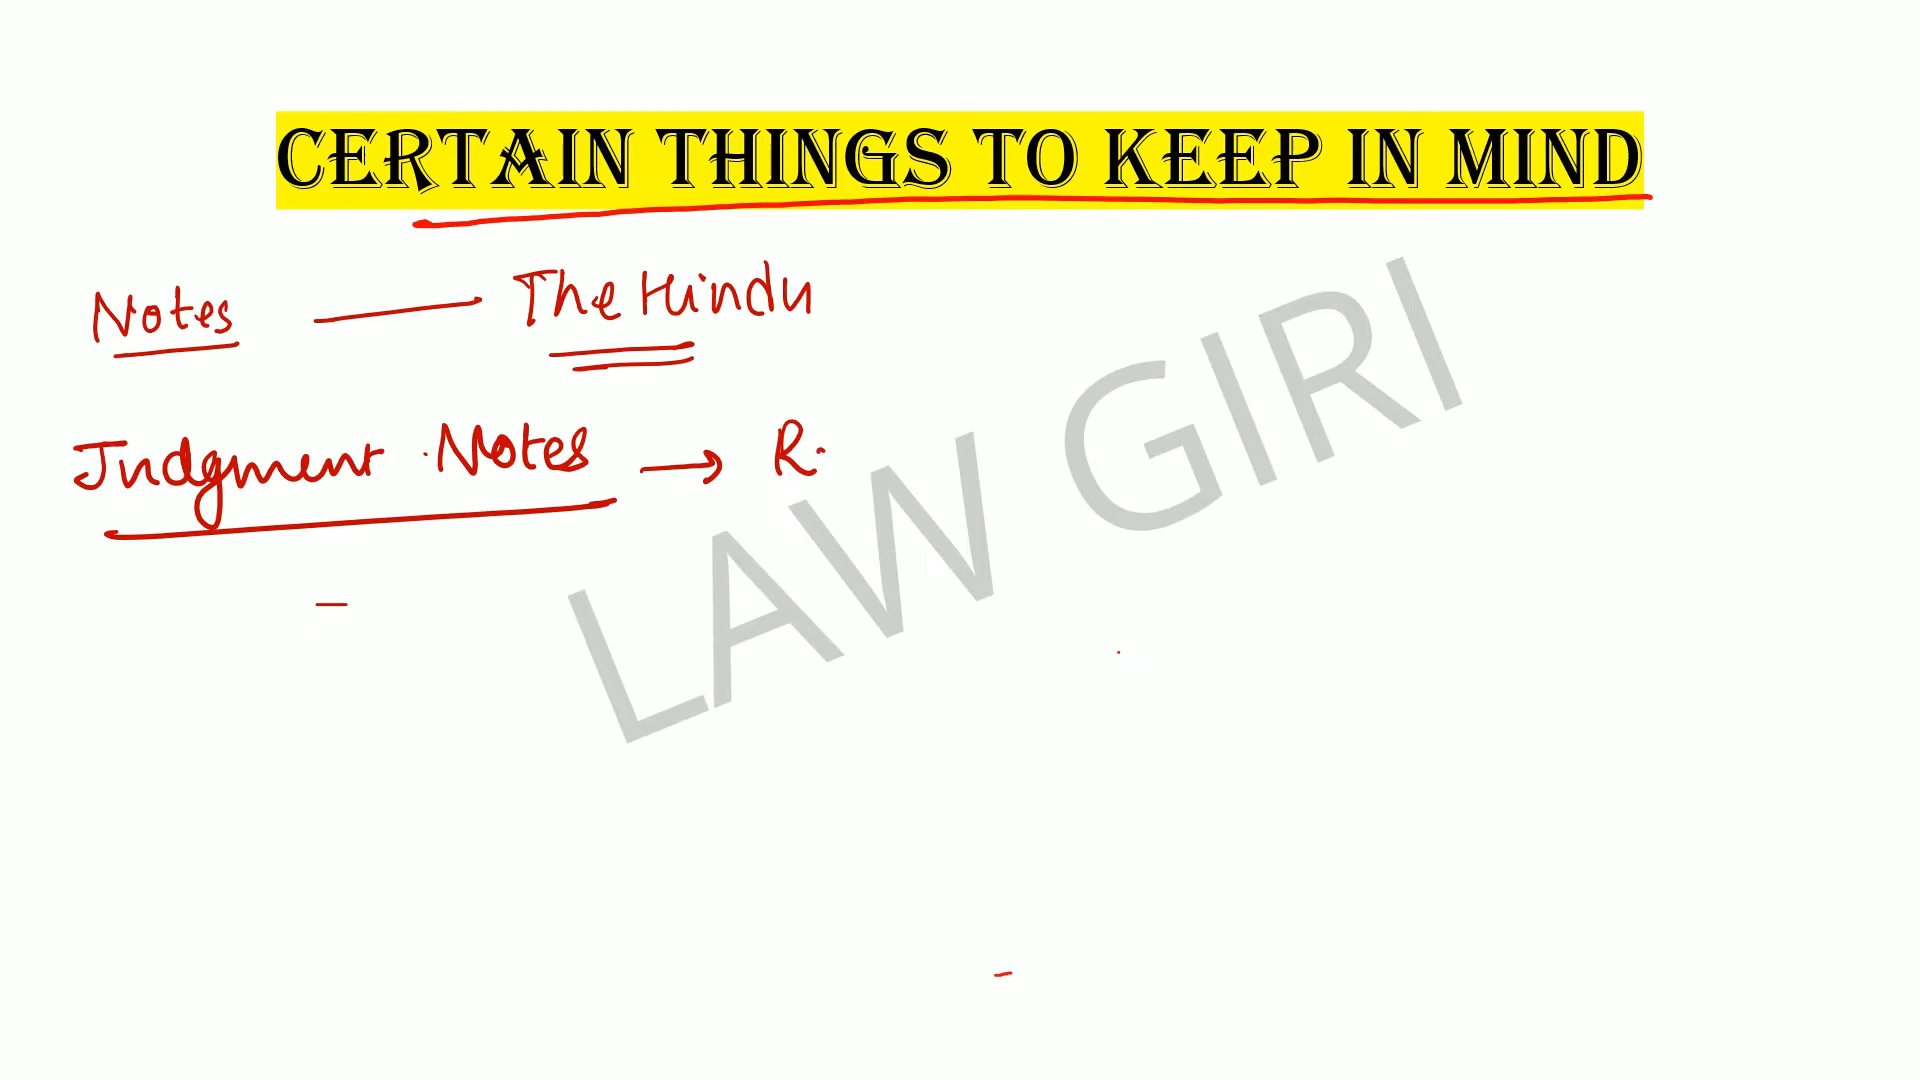 CERTAIN THINGS TO KEEP IN MIND
Notes — The Hindu
Judgment Notes → R.
LAW GIRI